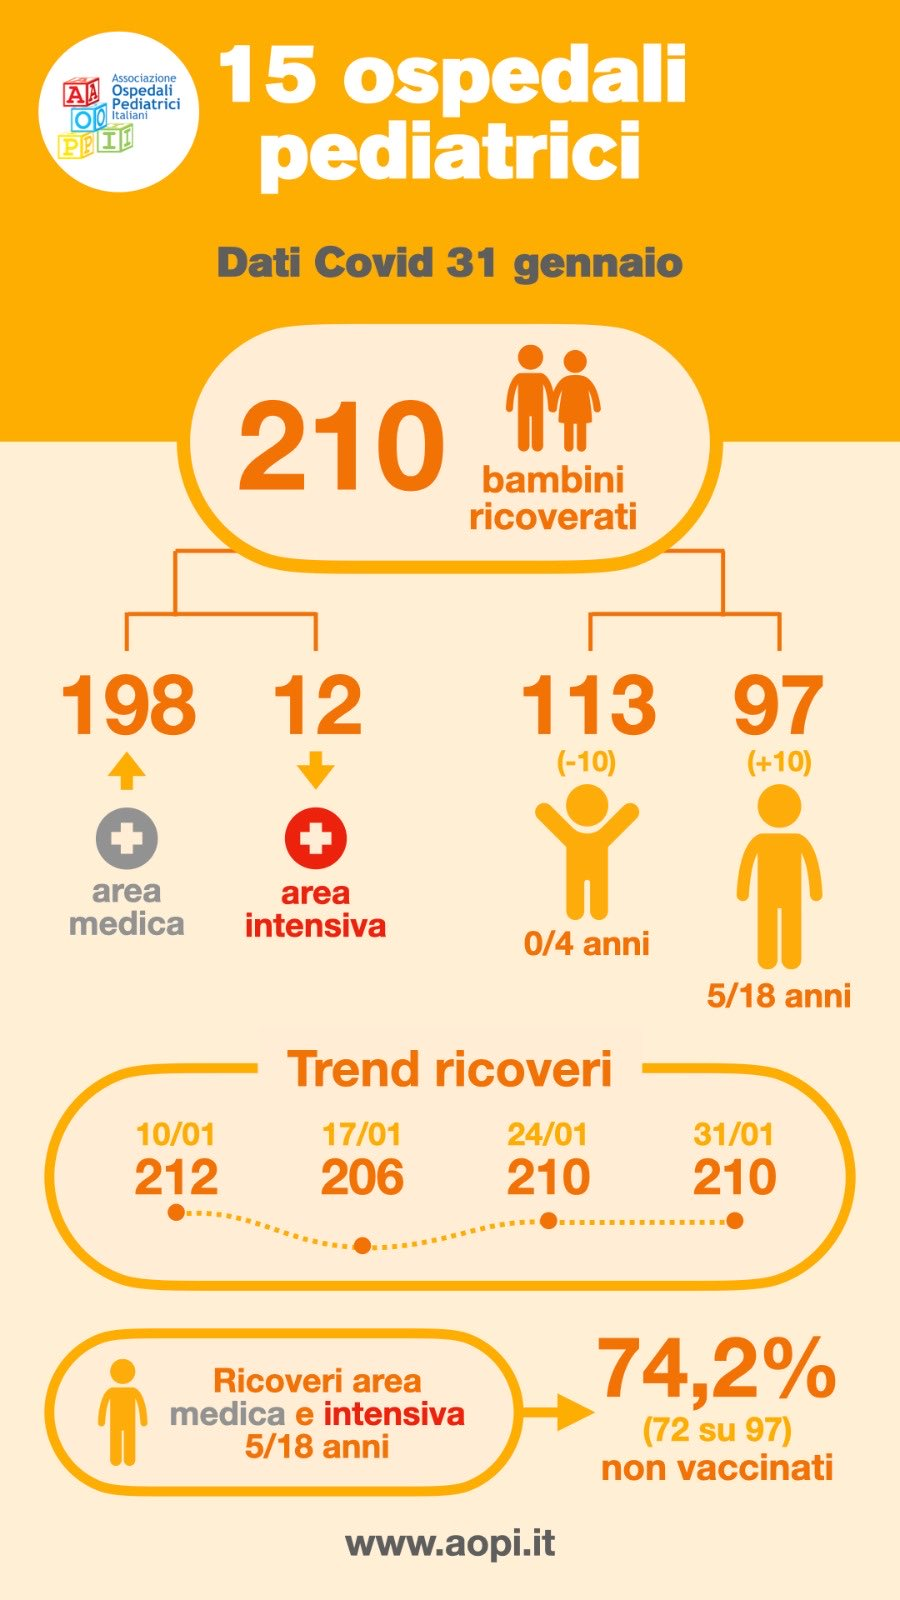 Associazione
Ospedali
Pediatrici
Italiani
A A
O
P P I I
15 ospedali
pediatrici
Dati Covid 31 gennaio
210
bambini
ricoverati
198
12
113
97
(-10)
(+10)
area
medica
area
intensiva
0/4 anni
5/18 anni
Trend ricoveri
10/01
17/01
24/01
31/01
212
206
210
210
Ricoveri area
medica e intensiva
5/18 anni
74,2%
(72 su 97)
non vaccinati
www.aopi.it